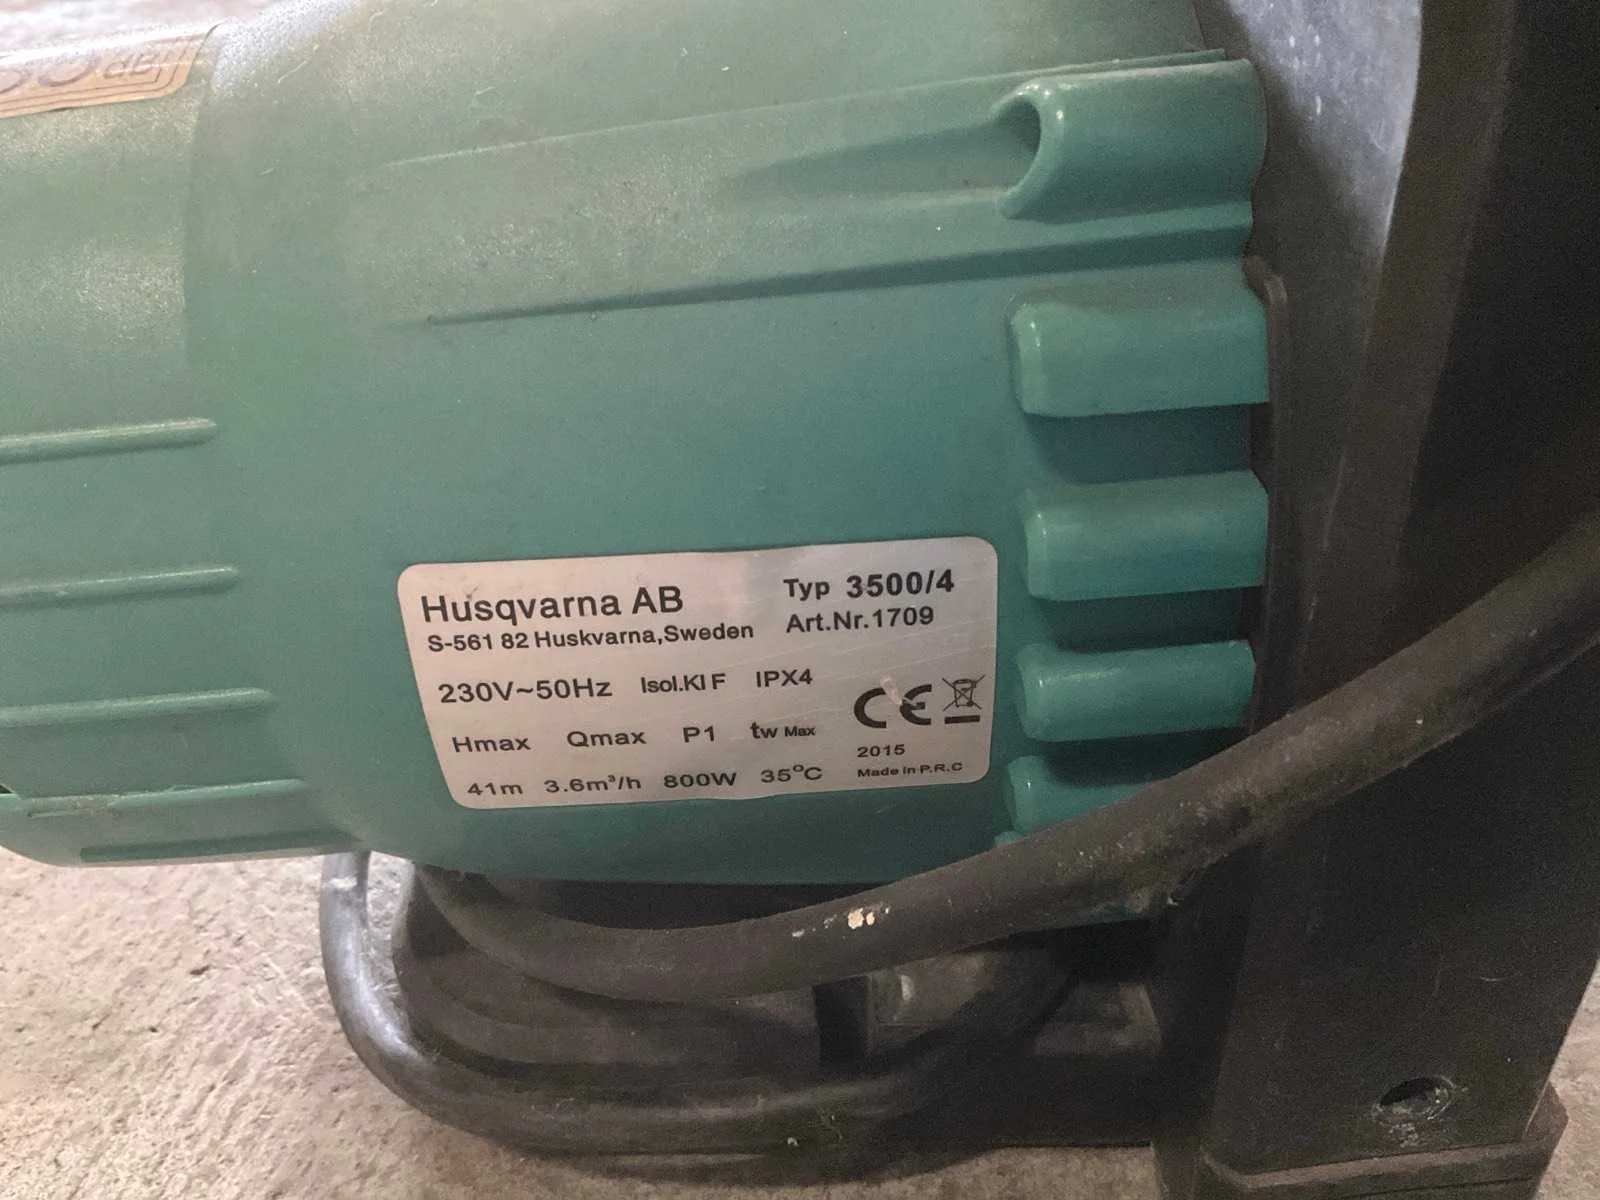 Husqvarna AB
S-561 82 Huskvarna,Sweden
Typ 3500/4
Art.Nr.1709
230V~50Hz Isol.Kl F IPX4
CE
Hmax Qmax P1 tw Max
41m 3.6m³/h 800W 35°C
2015
Made in P.R.C